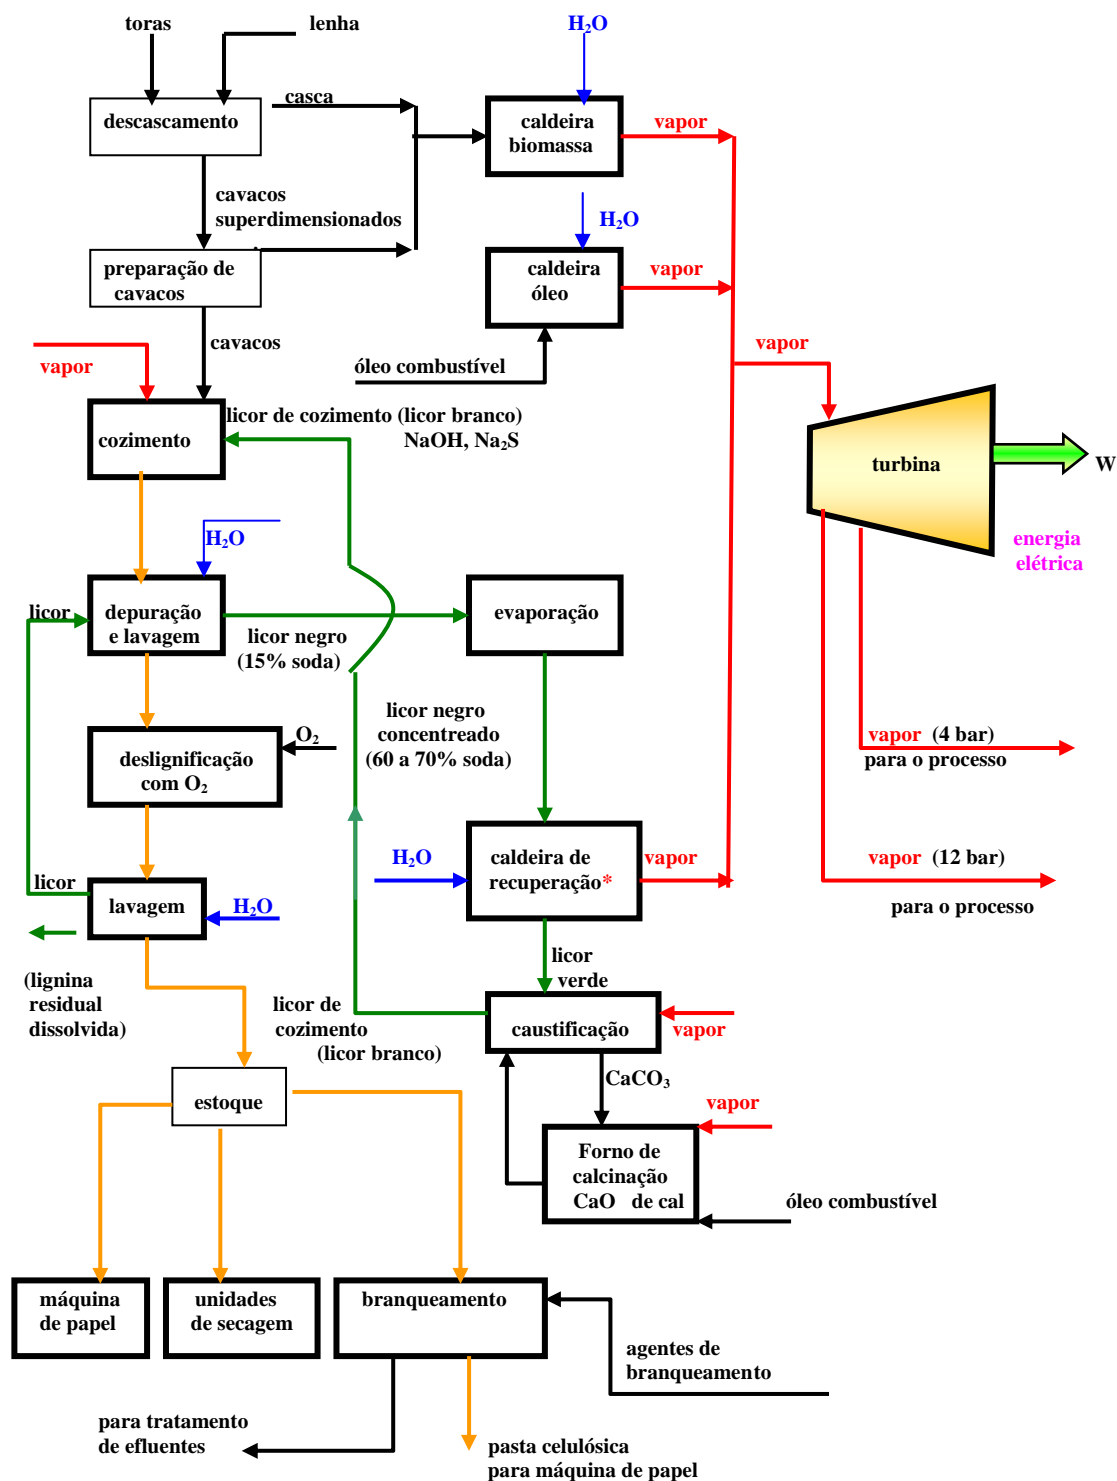 toras
lenha
H₂O
casca
descascamento
caldeira
biomassa
vapor
cavacos
superdimensionados
H₂O
preparação de
cavacos
caldeira
óleo
vapor
cavacos
vapor
óleo combustível
vapor
licor de cozimento (licor branco)
NaOH, Na₂S
cozimento
turbina
W
energia
elétrica
H₂O
licor
depuração
e lavagem
evaporação
licor negro
(15% soda)
licor negro
concentreado
(60 a 70% soda)
O₂
deslignificação
com O₂
vapor (4 bar)
para o processo
H₂O
caldeira de
recuperação*
vapor
vapor (12 bar)
para o processo
licor
lavagem
H₂O
licor
verde
(lignina
residual
dissolvida)
licor de
cozimento
(licor branco)
caustificação
vapor
CaCO₃
estoque
vapor
Forno de
calcinação
CaO de cal
óleo combustível
máquina
de papel
unidades
de secagem
branqueamento
agentes de
branqueamento
para tratamento
de efluentes
pasta celulósica
para máquina de papel